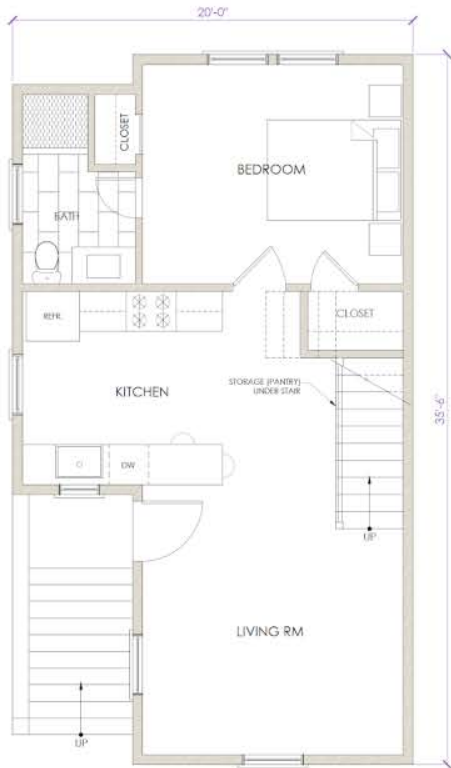 20'-0"
CLOSET
BEDROOM
BATH
REFR.
CLOSET
KITCHEN
STORAGE (PANTRY)
UNDER STAIR
35'-6"
DW
UP
LIVING RM
UP